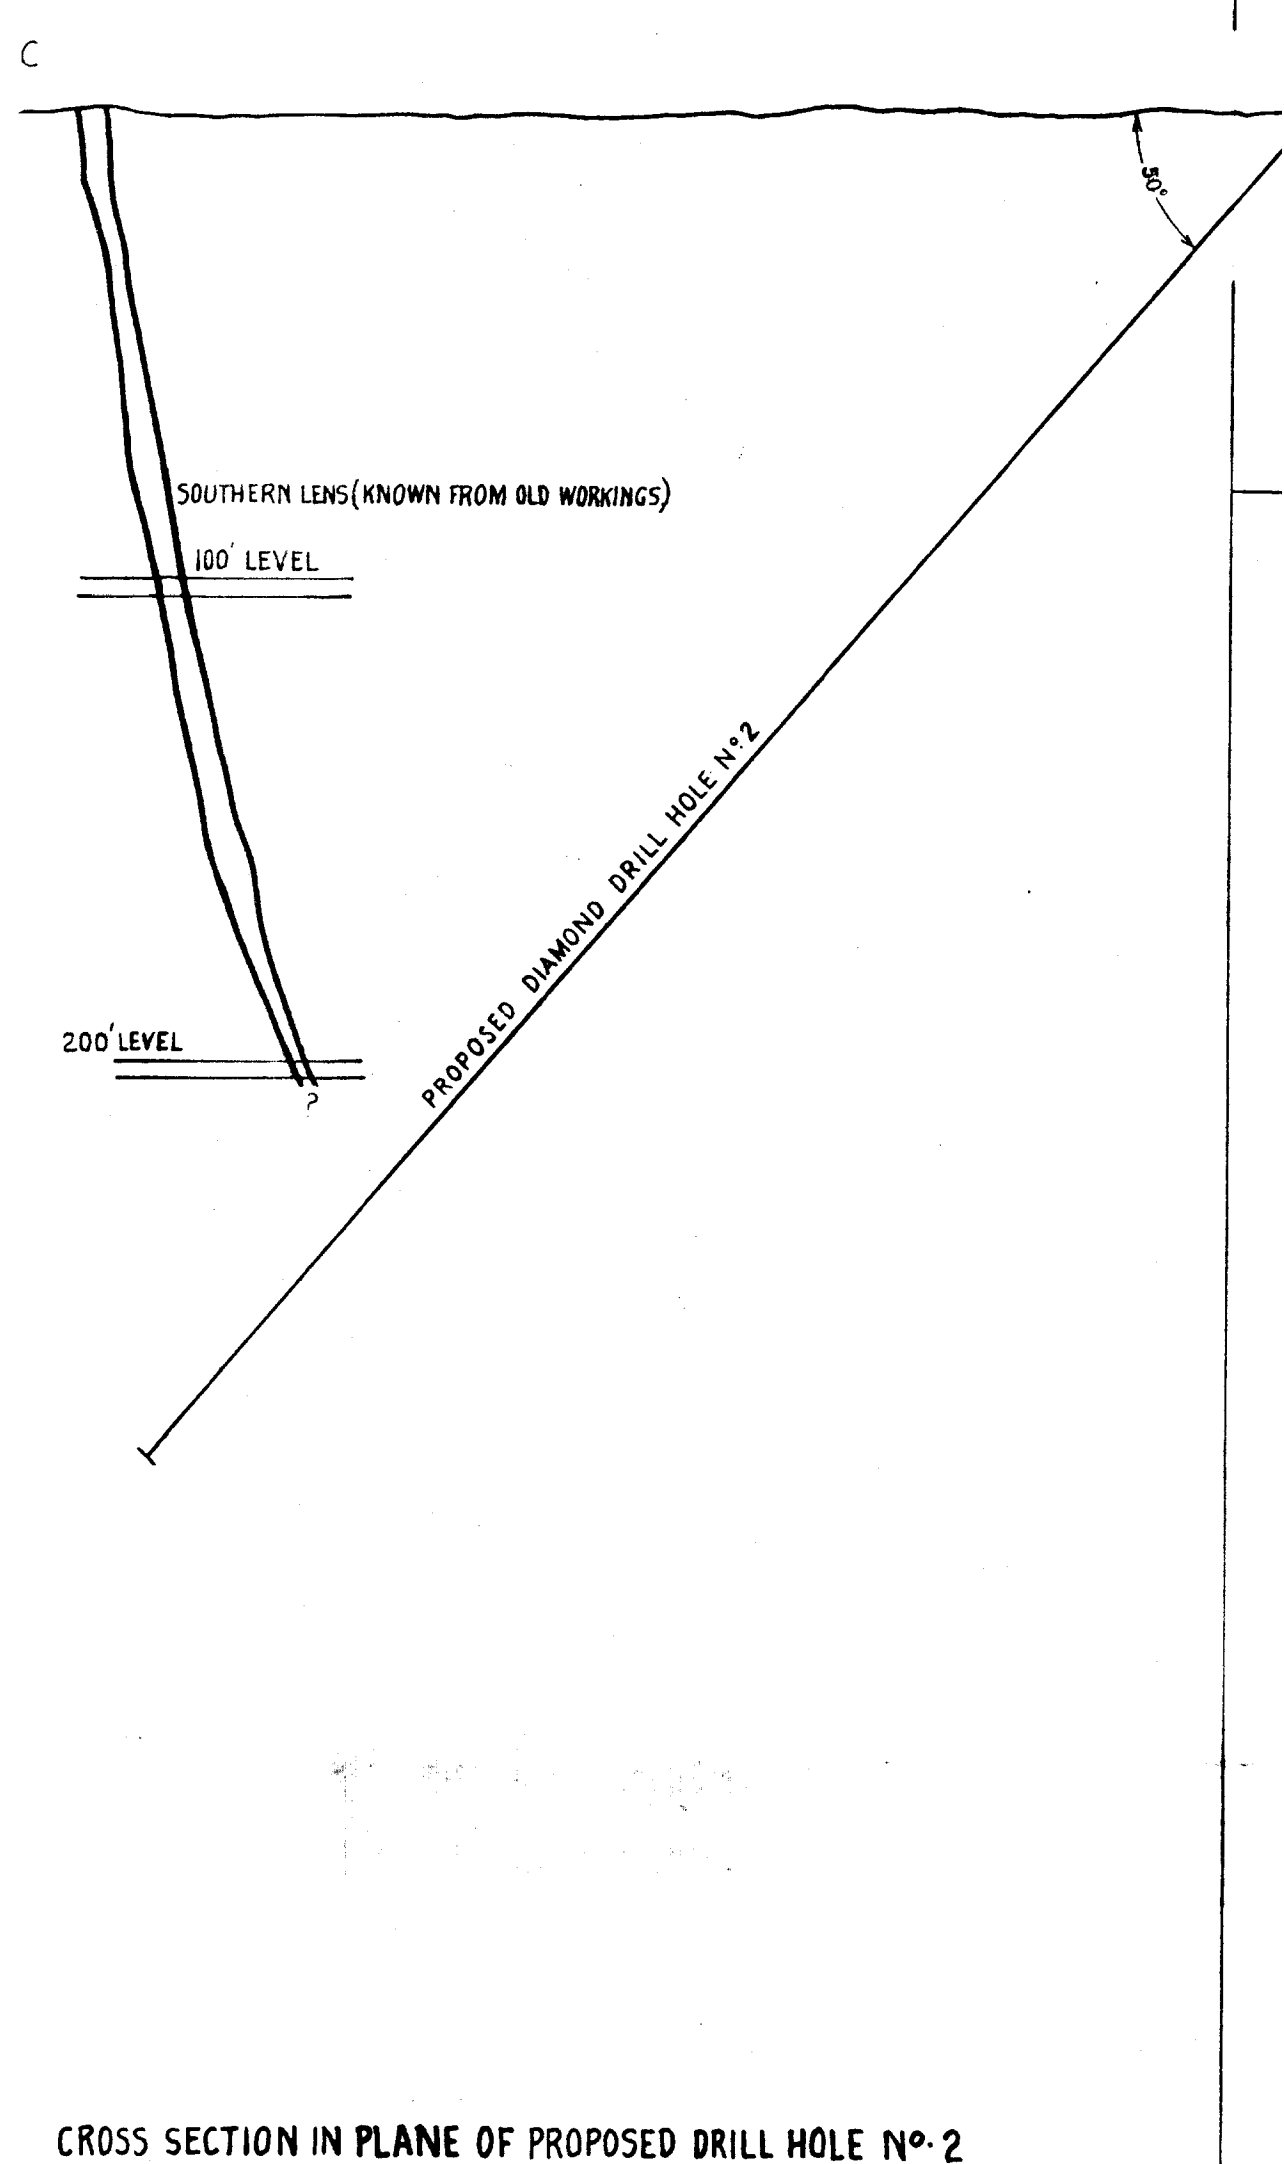 C
50°
SOUTHERN LENS (KNOWN FROM OLD WORKINGS)
100' LEVEL
PROPOSED DIAMOND DRILL HOLE Nº. 2
200' LEVEL
?
CROSS SECTION IN PLANE OF PROPOSED DRILL HOLE Nº. 2